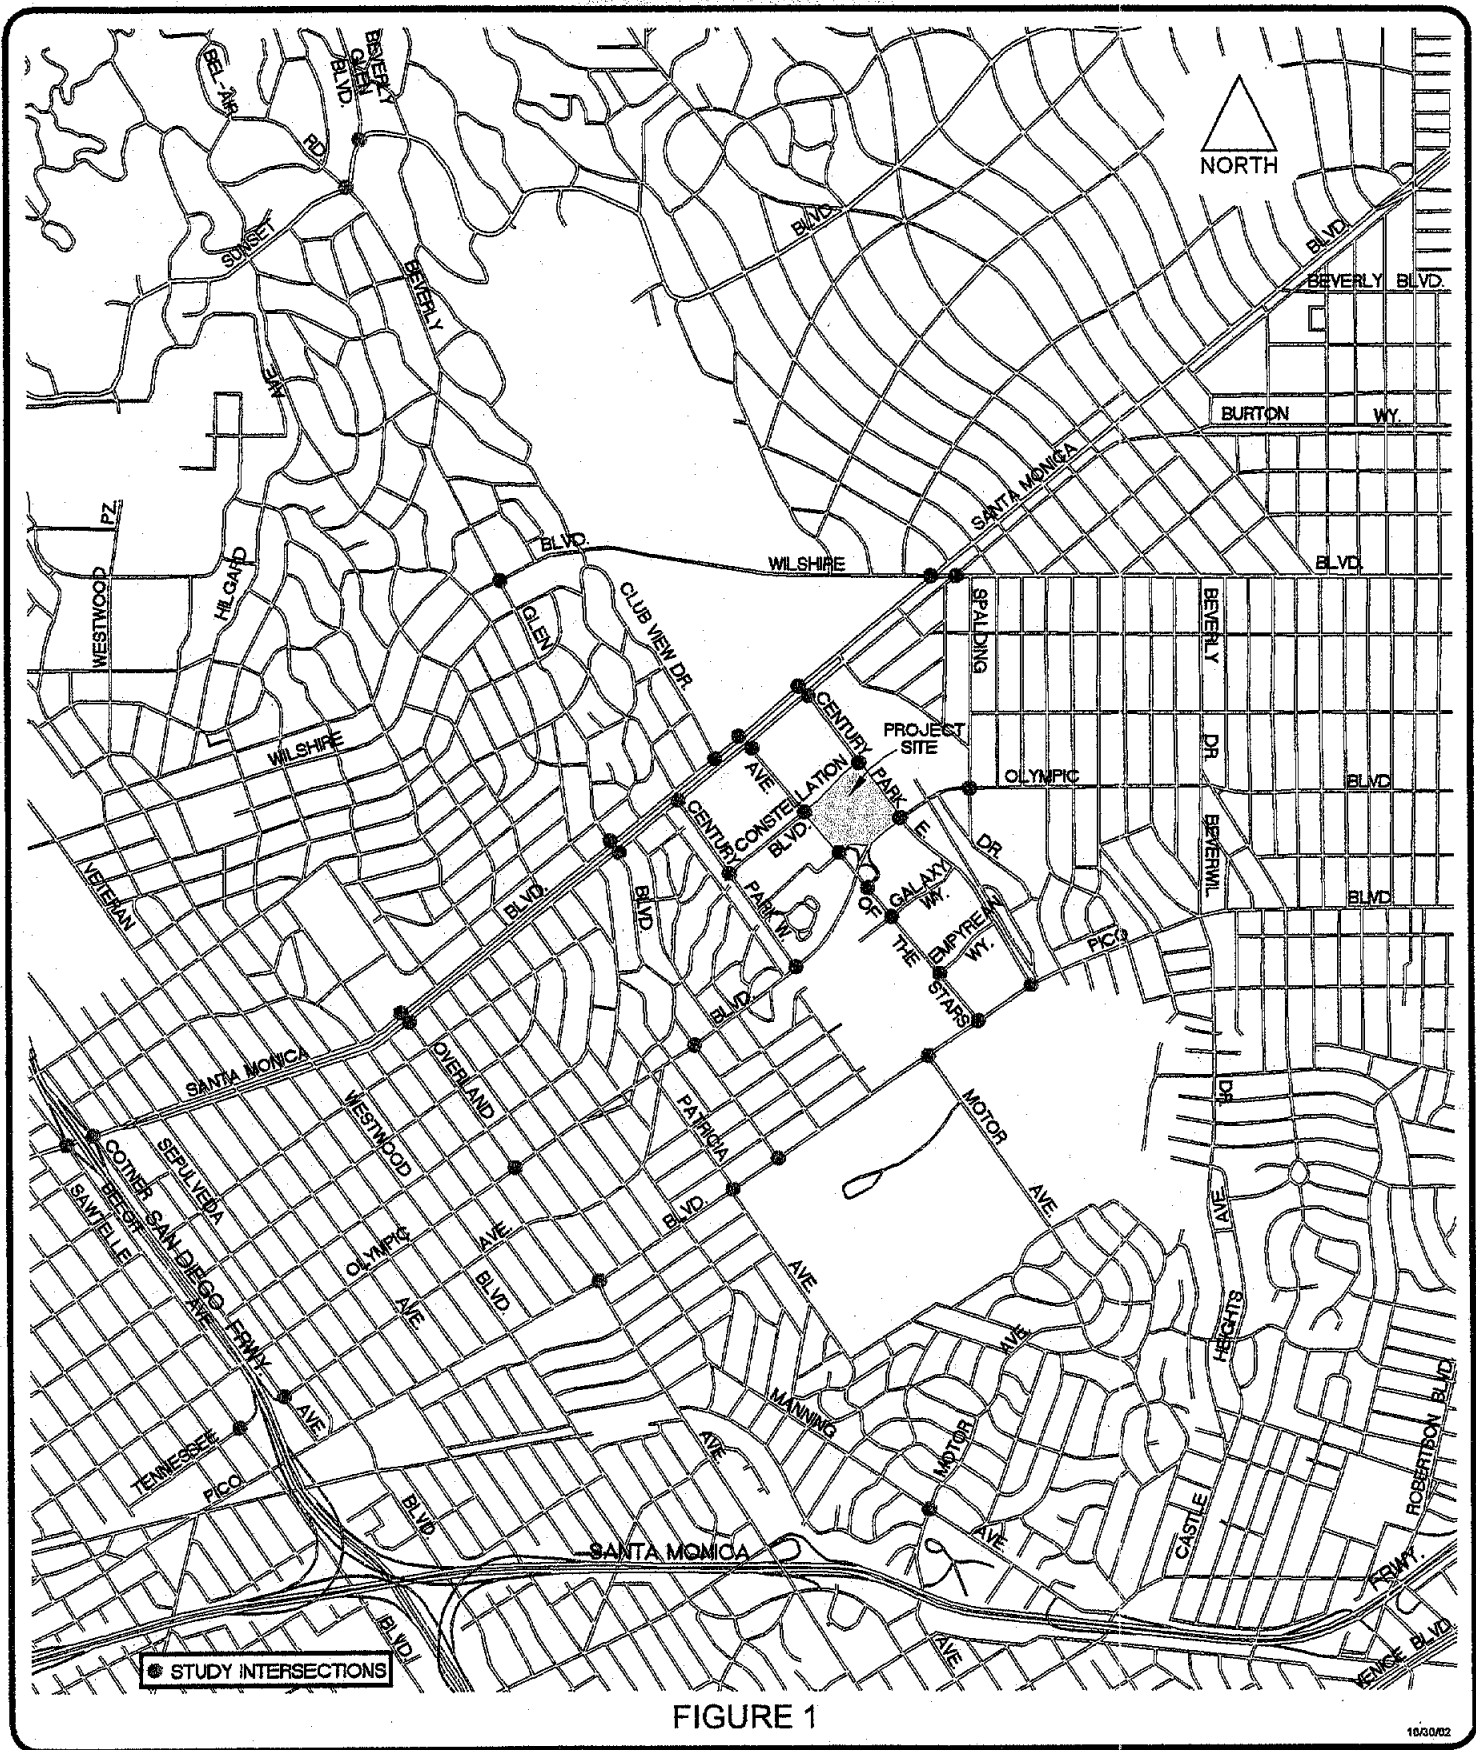 BEVERLY
GLEN
BLVD.
BEL-AIR
RD.
NORTH
BLVD.
BLVD.
SUNSET
BEVERLY
BEVERLY BLVD.
AVE
BURTON WY.
SANTA MONICA
PZ.
BLVD.
WILSHIRE
BLVD.
WESTWOOD
HILGARD
GLEN
CLUB VIEW DR.
SPALDING
BEVERLY
WILSHIRE
CENTURY
PROJECT
SITE
DR.
AVE
CONSTELLATION
BLVD.
PARK
E.
OLYMPIC
BLVD.
CENTURY
PARK W.
DR.
BEVERWIL
VETERAN
BLVD.
BLVD
OF
GALAXY
WY.
BLVD.
THE
EMPYREAN
WY.
PICO
STARS
BLVD.
SANTA MONICA
OVERLAND
WESTWOOD
PATRICIA
MOTOR
DR.
COTNER
SEPULVEDA
BEECH
SAWTELLE
SAN DIEGO FRWY.
AVE
OLYMPIC
AVE.
BLVD.
AVE.
AVE.
BLVD.
AVE.
AVE.
HEIGHTS
AVE.
MANNING
AVE.
MOTOR
AVE.
TENNESSEE
PICO
BLVD.
AVE.
CASTLE
ROBERTSON BLVD.
SANTA MONICA
FRWY.
BLVD.
AVE.
VENICE BLVD.
STUDY INTERSECTIONS
FIGURE 1
10/30/02